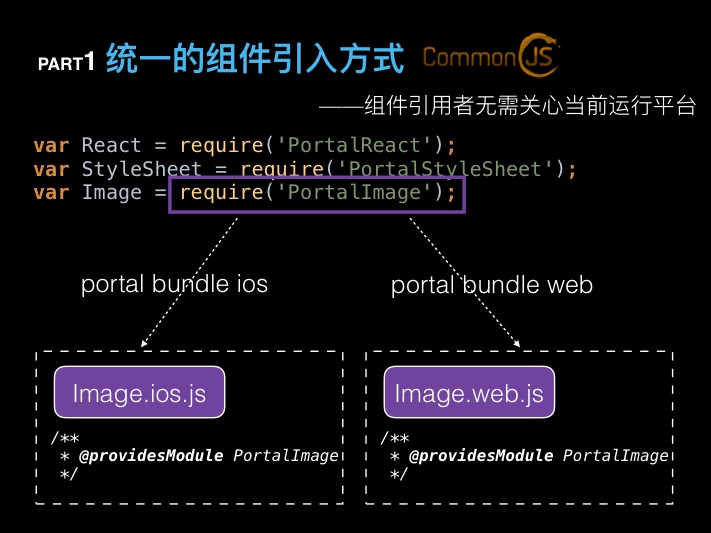 PART1 统一的组件引入方式 CommonJS
——组件引用者无需关心当前运行平台
var React = require('PortalReact');
var StyleSheet = require('PortalStyleSheet');
var Image = require('PortalImage');
portal bundle ios
portal bundle web
Image.ios.js
/**
* @providesModule PortalImage
*/
Image.web.js
/**
* @providesModule PortalImage
*/